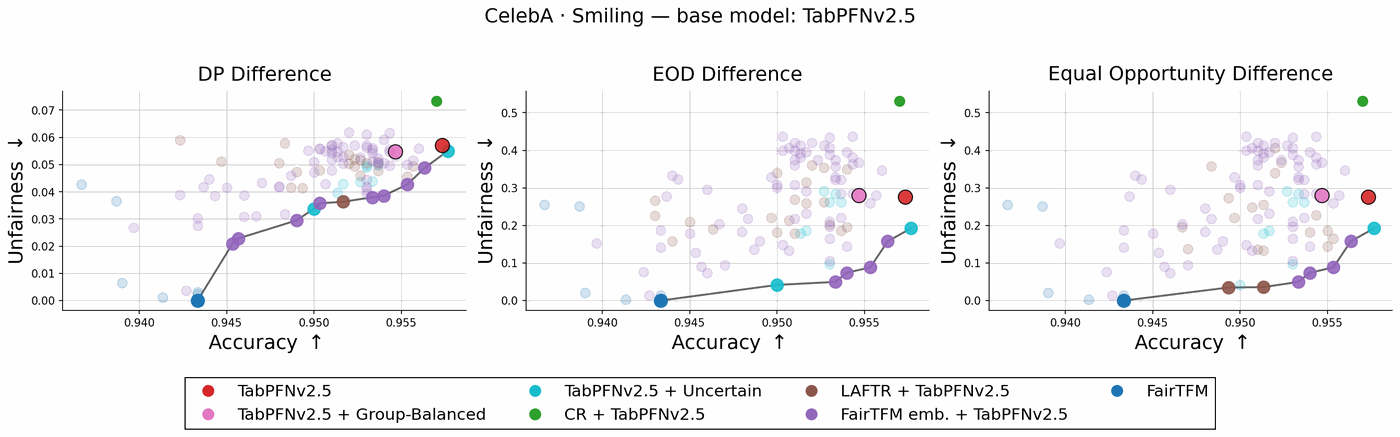 CelebA · Smiling — base model: TabPFNv2.5
DP Difference
EOD Difference
Equal Opportunity Difference
Unfairness ↓
0.07
0.06
0.05
0.04
0.03
0.02
0.01
0.00
0.940
0.945
0.950
0.955
Accuracy ↑
Unfairness ↓
0.5
0.4
0.3
0.2
0.1
0.0
0.940
0.945
0.950
0.955
Accuracy ↑
Unfairness ↓
0.5
0.4
0.3
0.2
0.1
0.0
0.940
0.945
0.950
0.955
Accuracy ↑
TabPFNv2.5
TabPFNv2.5 + Group-Balanced
TabPFNv2.5 + Uncertain
CR + TabPFNv2.5
LAFTR + TabPFNv2.5
FairTFM emb. + TabPFNv2.5
FairTFM